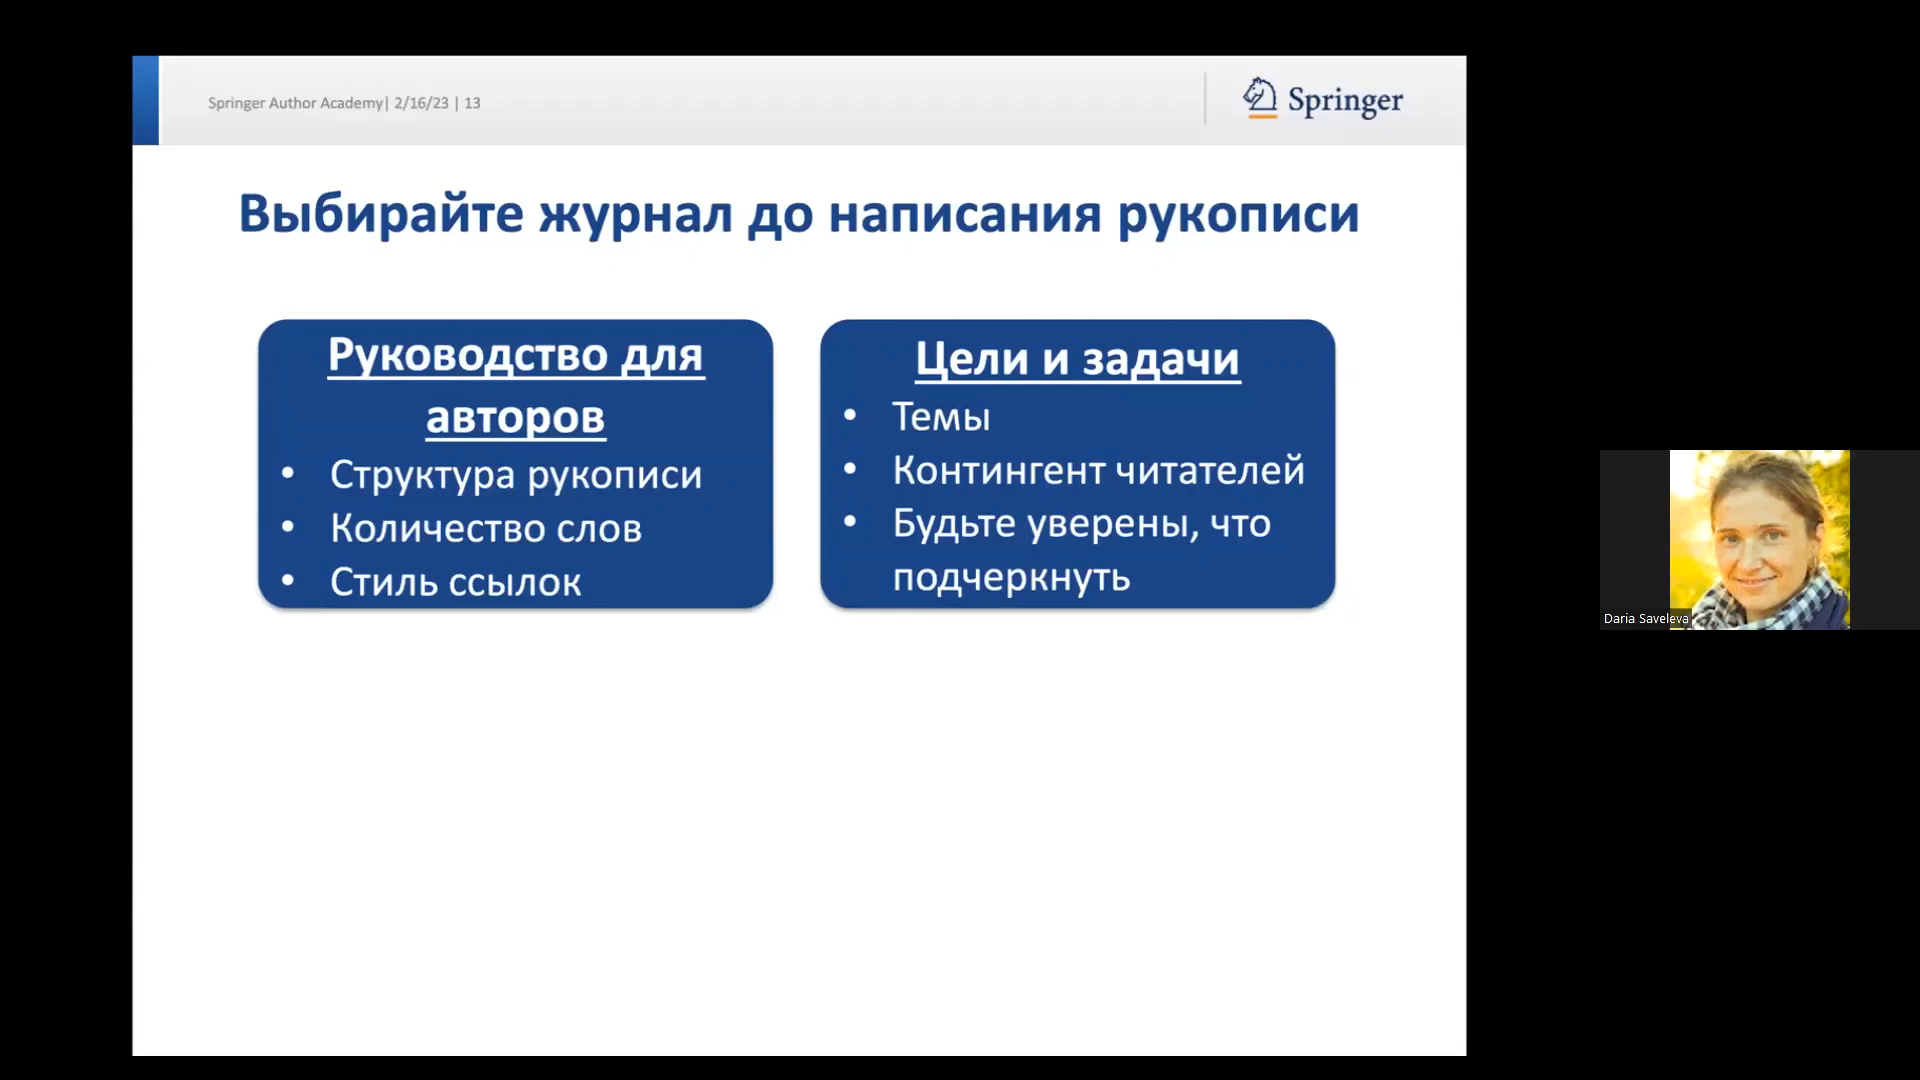 Springer Author Academy| 2/16/23 | 13
Springer
Выбирайте журнал до написания рукописи
Руководство для
авторов
• Структура рукописи
• Количество слов
• Стиль ссылок
Цели и задачи
• Темы
• Контингент читателей
• Будьте уверены, что
подчеркнуть
Daria Saveleva